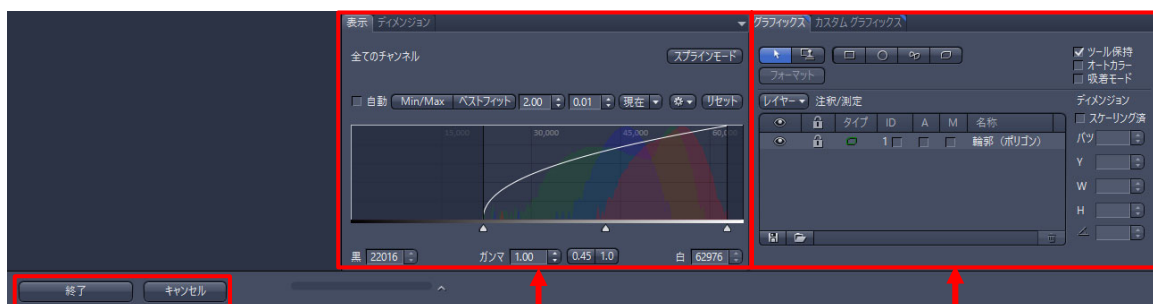 表示 ディメンション
全てのチャンネル スプラインモード
自動 Min/Max ベストフィット 2.00 0.01 現在 リセット
15,000 30,000 45,000 60,000
黒 22016 ガンマ 1.00 0.45 1.0 白 62976
グラフィックス カスタム グラフィックス
フォーマット
ツール保持
オートカラー
吸着モード
レイヤー 注釈/測定
タイプ ID A M 名称
1 輪郭（ポリゴン）
ディメンション
スケーリング済
パツ
Y
W
H
終了 キャンセル